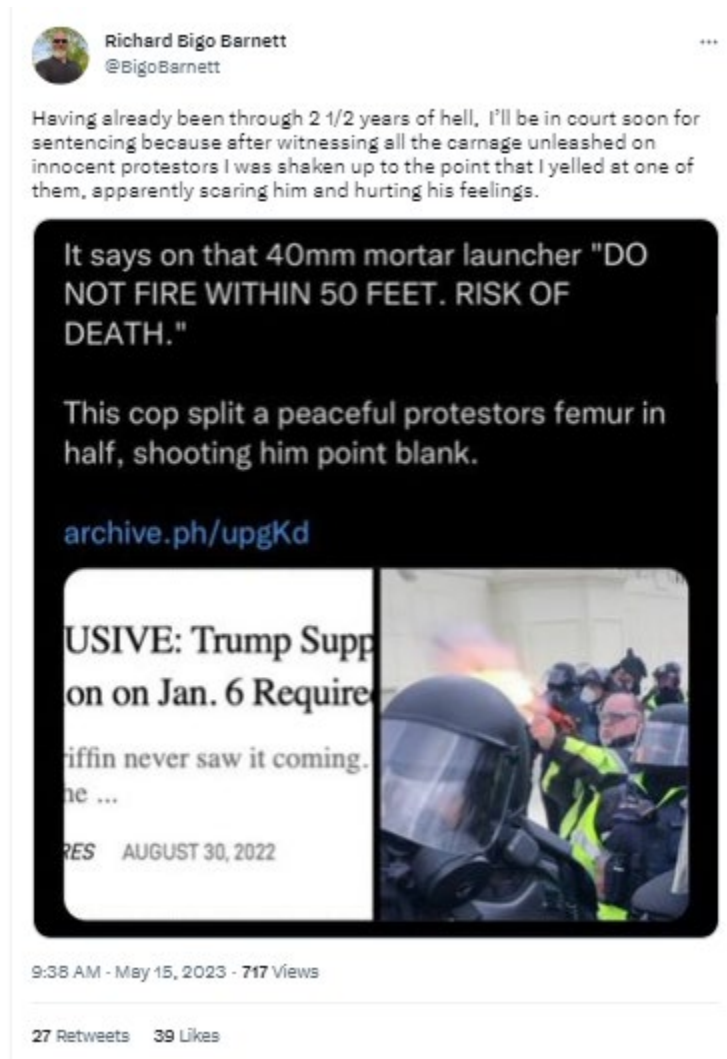 Richard Bigo Barnett
@BigoBarnett
Having already been through 2 1/2 years of hell, I'll be in court soon for
sentencing because after witnessing all the carnage unleashed on
innocent protestors I was shaken up to the point that I yelled at one of
them, apparently scaring him and hurting his feelings.
It says on that 40mm mortar launcher "DO
NOT FIRE WITHIN 50 FEET. RISK OF
DEATH."
This cop split a peaceful protestors femur in
half, shooting him point blank.
archive.ph/upgKd
USIVE: Trump Supp
on on Jan. 6 Require
riffin never saw it coming.
he ...
RES AUGUST 30, 2022
9:38 AM · May 15, 2023 · 717 Views
27 Retweets 39 Likes